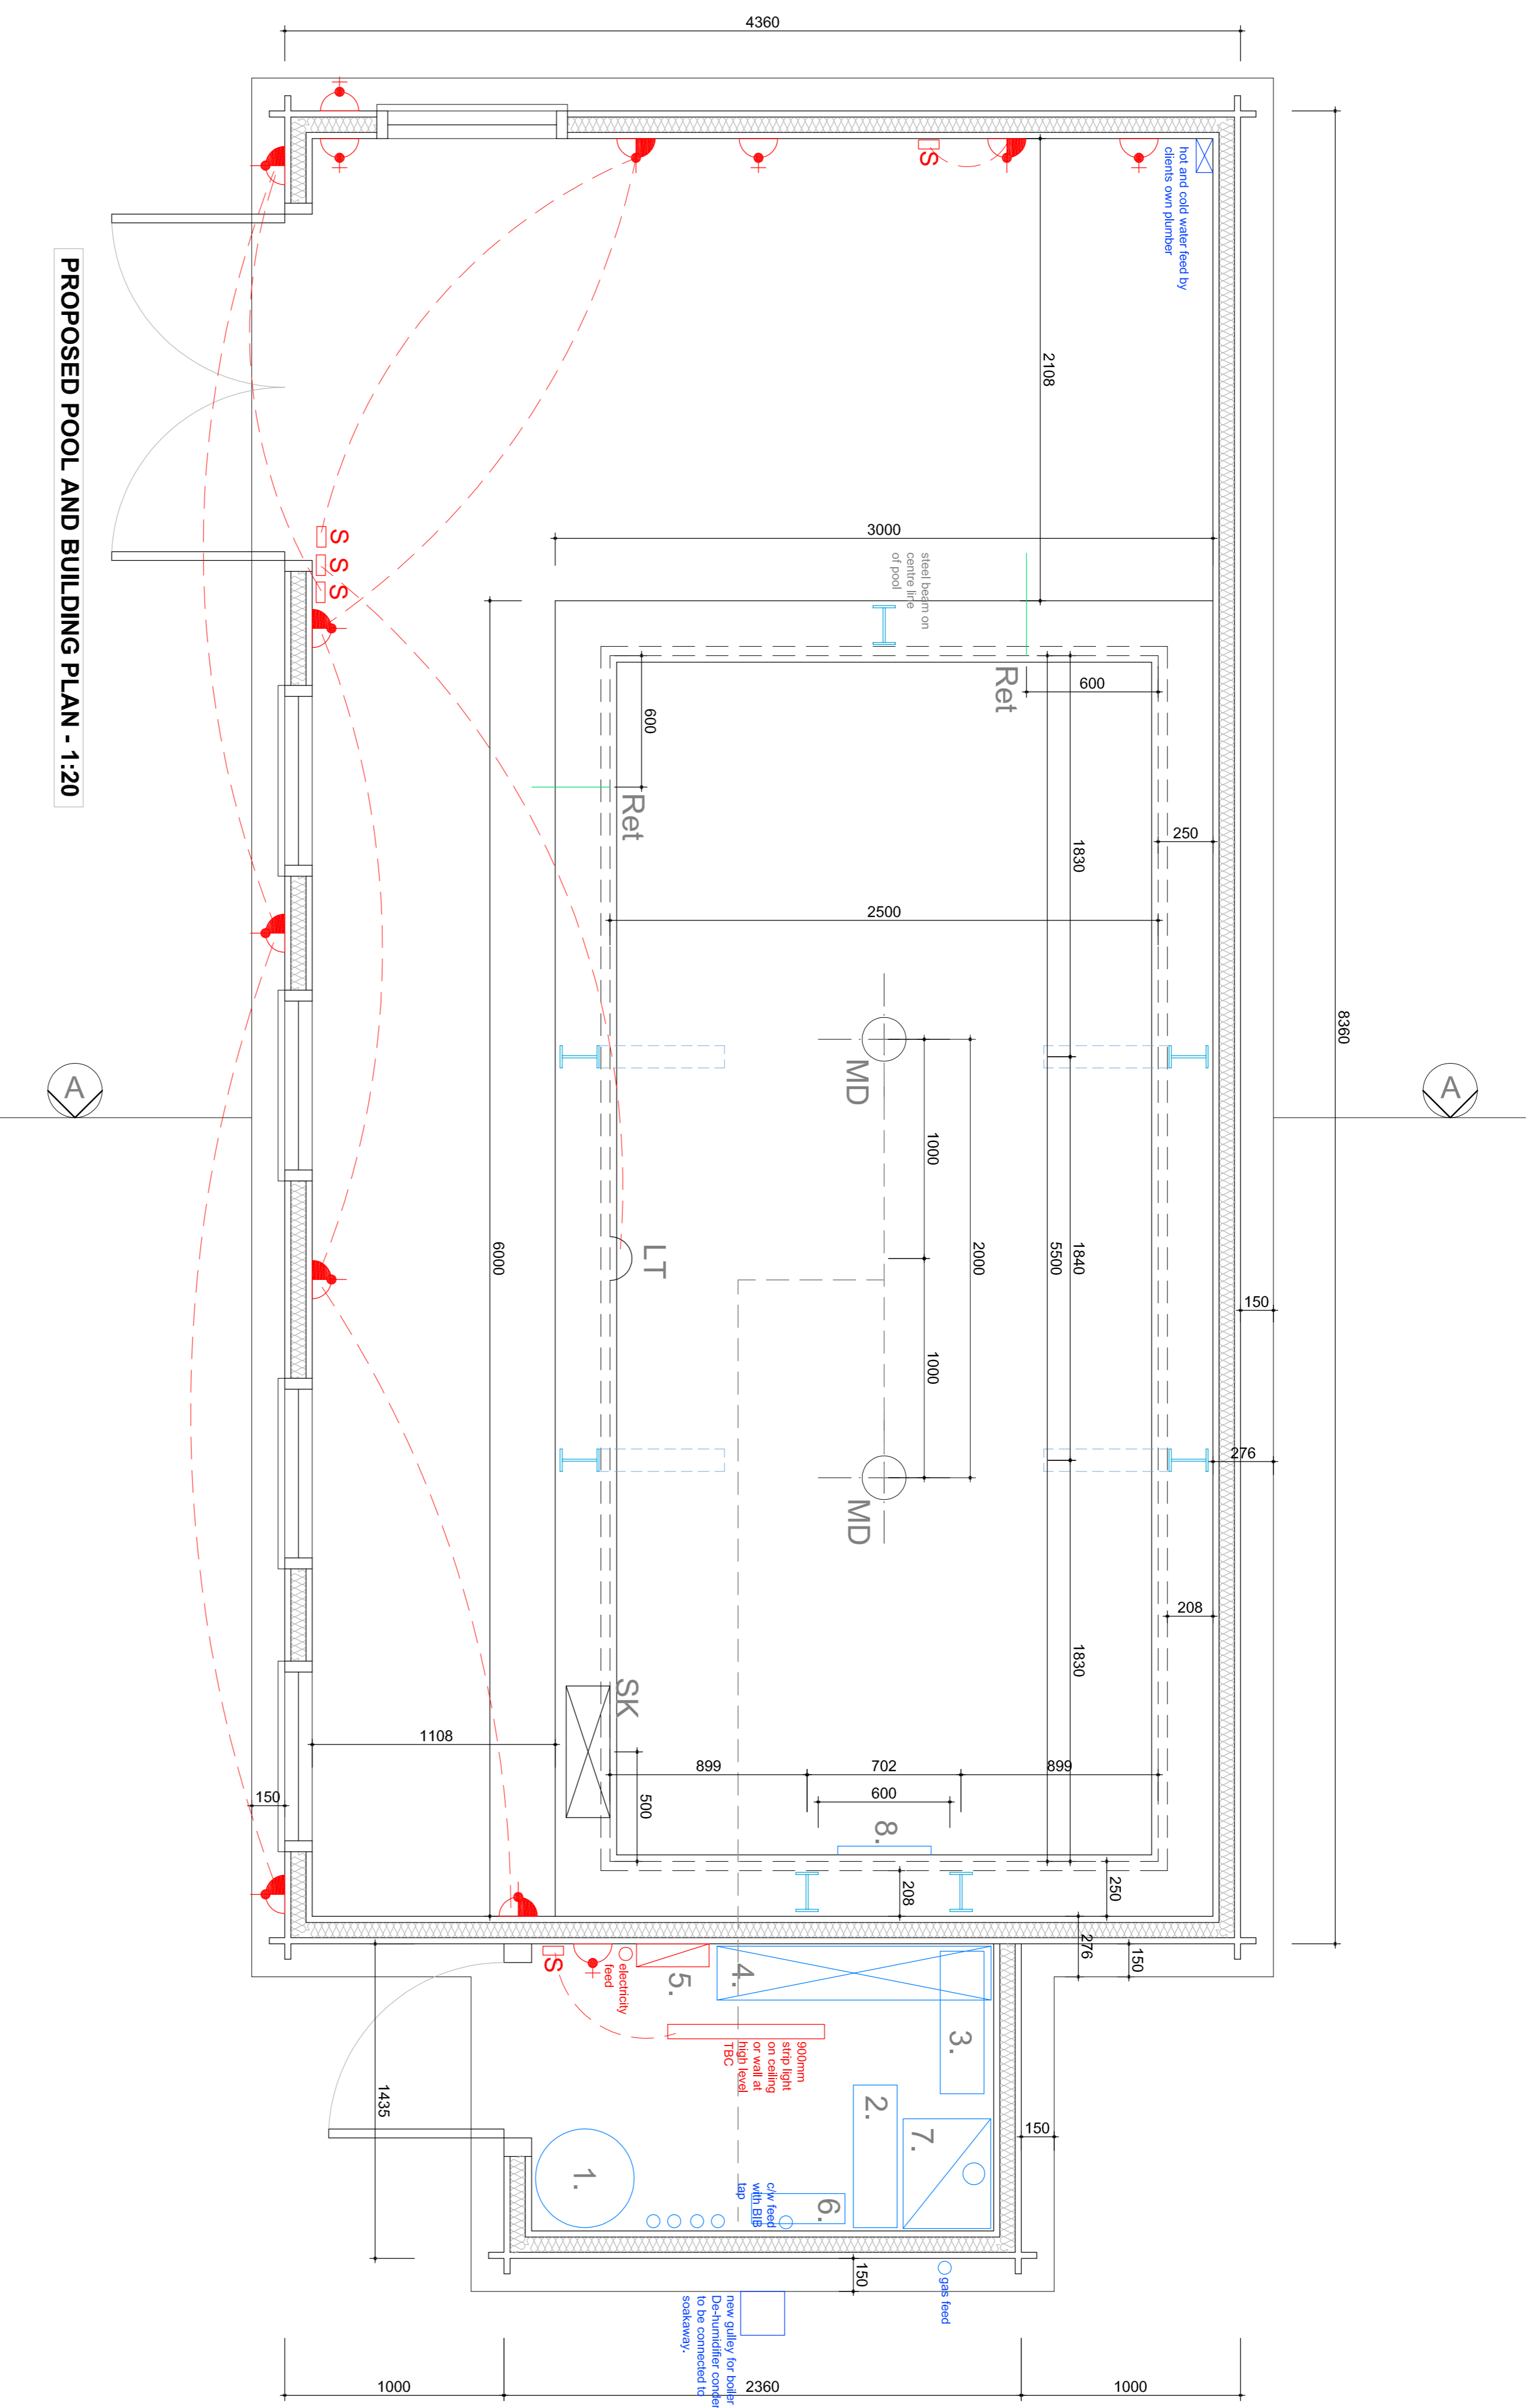 4360
hot and cold water feed by
clients own plumber
2108
PROPOSED POOL AND BUILDING PLAN - 1:20
S
S
S
S
3000
steel beam on
centre line
of pool
Ret
600
600
Ret
250
1830
2500
8360
MD
A
A
1000
6000
LT
2000
1840
5500
150
1000
276
MD
208
1830
SK
1108
899
702
899
600
150
500
8.
250
208
276
150
S
electricity
feed
5.
4.
3.
900mm
strip light
on ceiling
or wall at
high level
TBC
1435
2.
7.
150
1.
c/w feed
with BIB
tap
6.
150
gas feed
new gulley for boiler
De-humidifier conden
to be connected to
soakaway.
1000
2360
1000